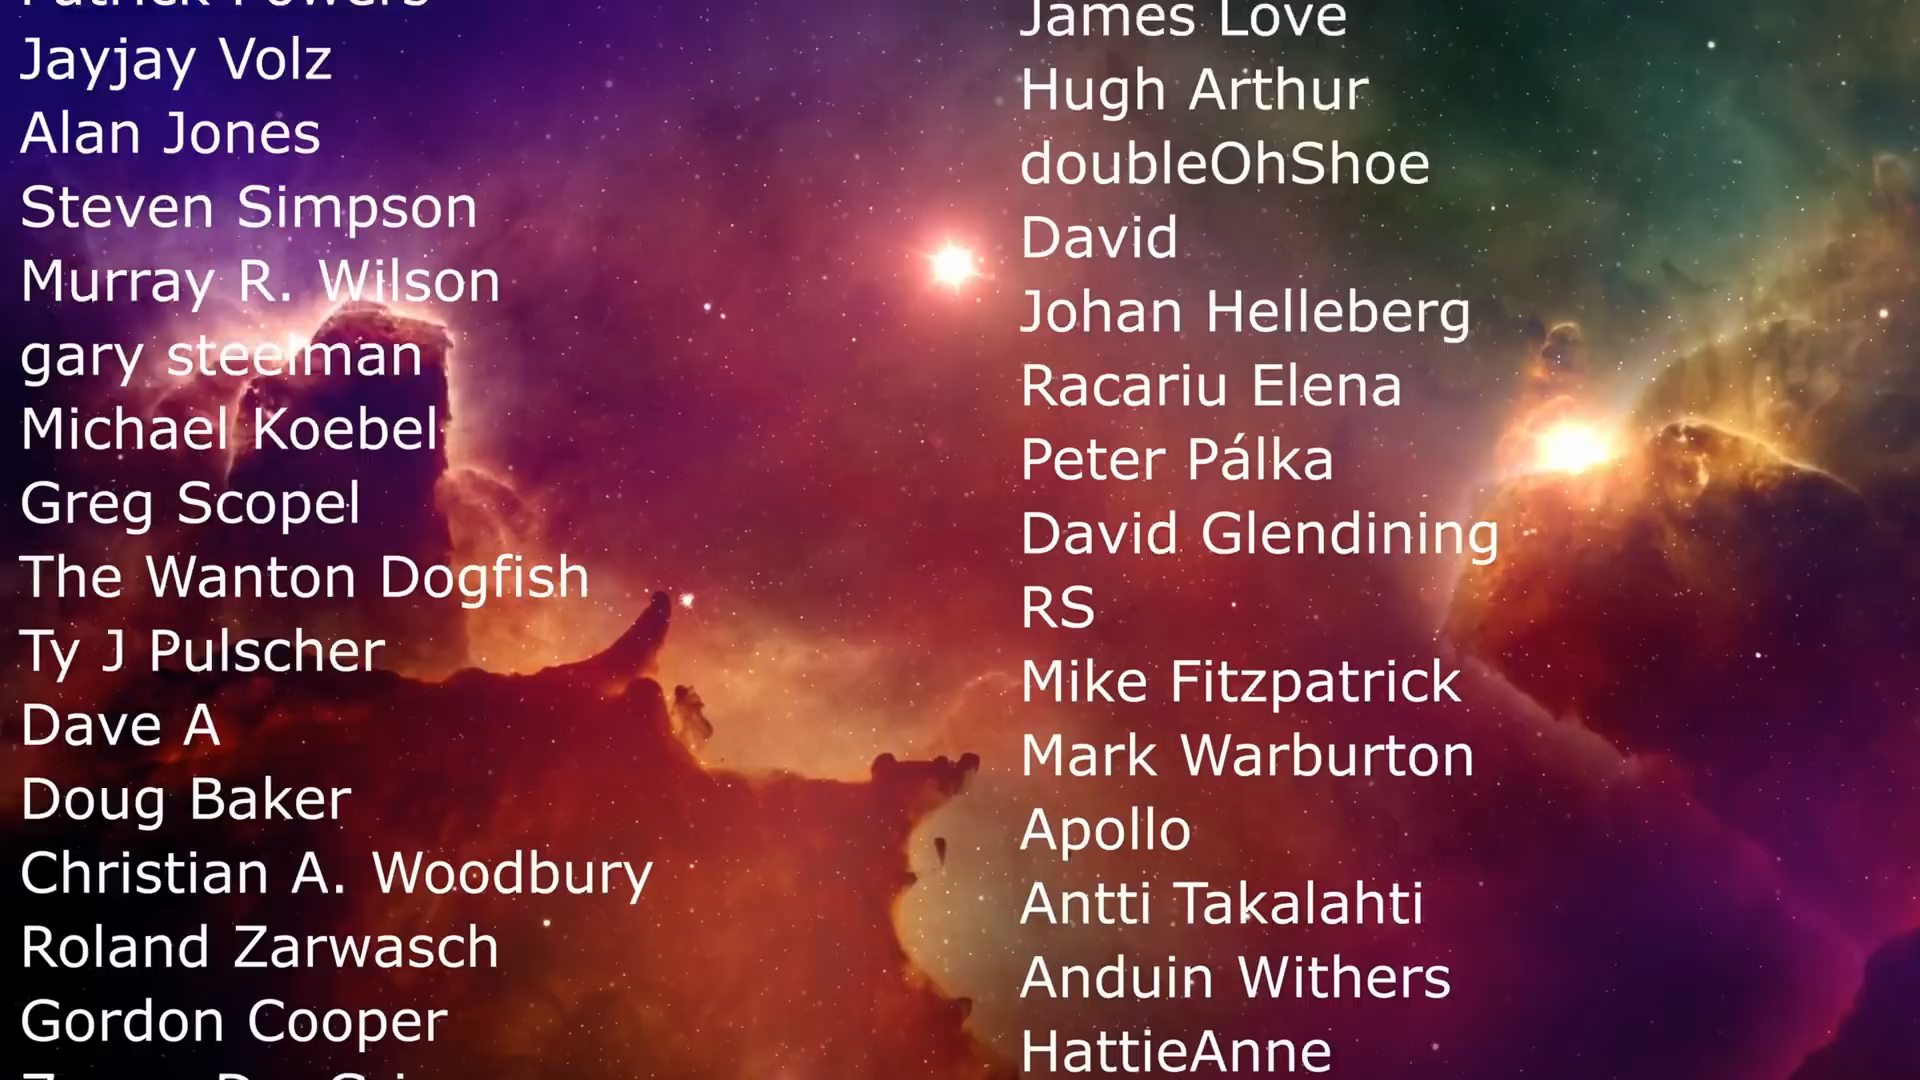 Patrick Powers
Jayjay Volz
Alan Jones
Steven Simpson
Murray R. Wilson
gary steelman
Michael Koebel
Greg Scopel
The Wanton Dogfish
Ty J Pulscher
Dave A
Doug Baker
Christian A. Woodbury
Roland Zarwasch
Gordon Cooper
James Love
Hugh Arthur
doubleOhShoe
David
Johan Helleberg
Racariu Elena
Peter Pálka
David Glendining
RS
Mike Fitzpatrick
Mark Warburton
Apollo
Antti Takalahti
Anduin Withers
HattieAnne